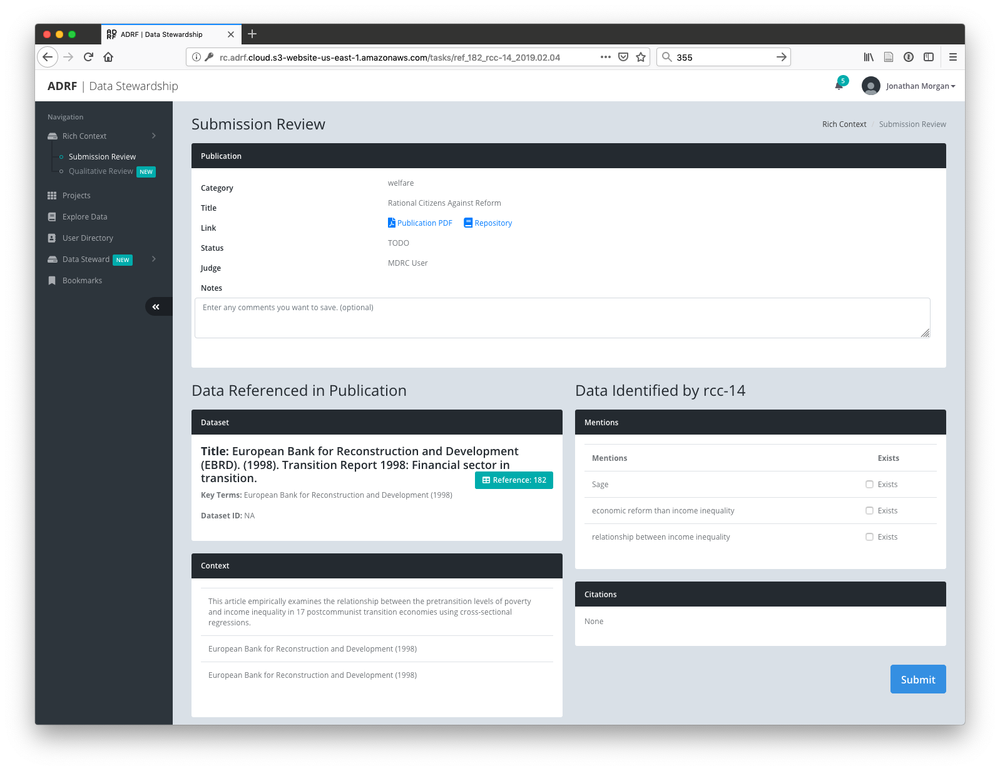 ADRF | Data Stewardship
rc.adrf.cloud.s3-website-us-east-1.amazonaws.com/tasks/ref_182_rcc-14_2019.02.04
355
ADRF | Data Stewardship
5
Jonathan Morgan
Navigation
Rich Context
Submission Review
Qualitative Review NEW
Projects
Explore Data
User Directory
Data Steward NEW
Bookmarks
Submission Review
Rich Context / Submission Review
Publication
Category welfare
Title Rational Citizens Against Reform
Link Publication PDF Repository
Status TODO
Judge MDRC User
Notes
Enter any comments you want to save. (optional)
Data Referenced in Publication
Dataset
Title: European Bank for Reconstruction and Development
(EBRD). (1998). Transition Report 1998: Financial sector in
transition.
Reference: 182
Key Terms: European Bank for Reconstruction and Development (1998)
Dataset ID: NA
Context
This article empirically examines the relationship between the pretransition levels of poverty
and income inequality in 17 postcommunist transition economies using cross-sectional
regressions.
European Bank for Reconstruction and Development (1998)
European Bank for Reconstruction and Development (1998)
Data Identified by rcc-14
Mentions
Mentions Exists
Sage Exists
economic reform than income inequality Exists
relationship between income inequality Exists
Citations
None
Submit